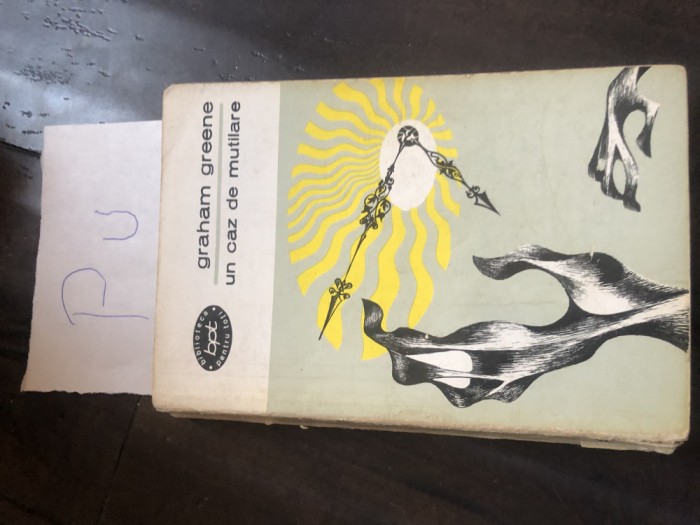 graham greene
un caz de mutilare
biblioteca
bpt
pentru toți
PU